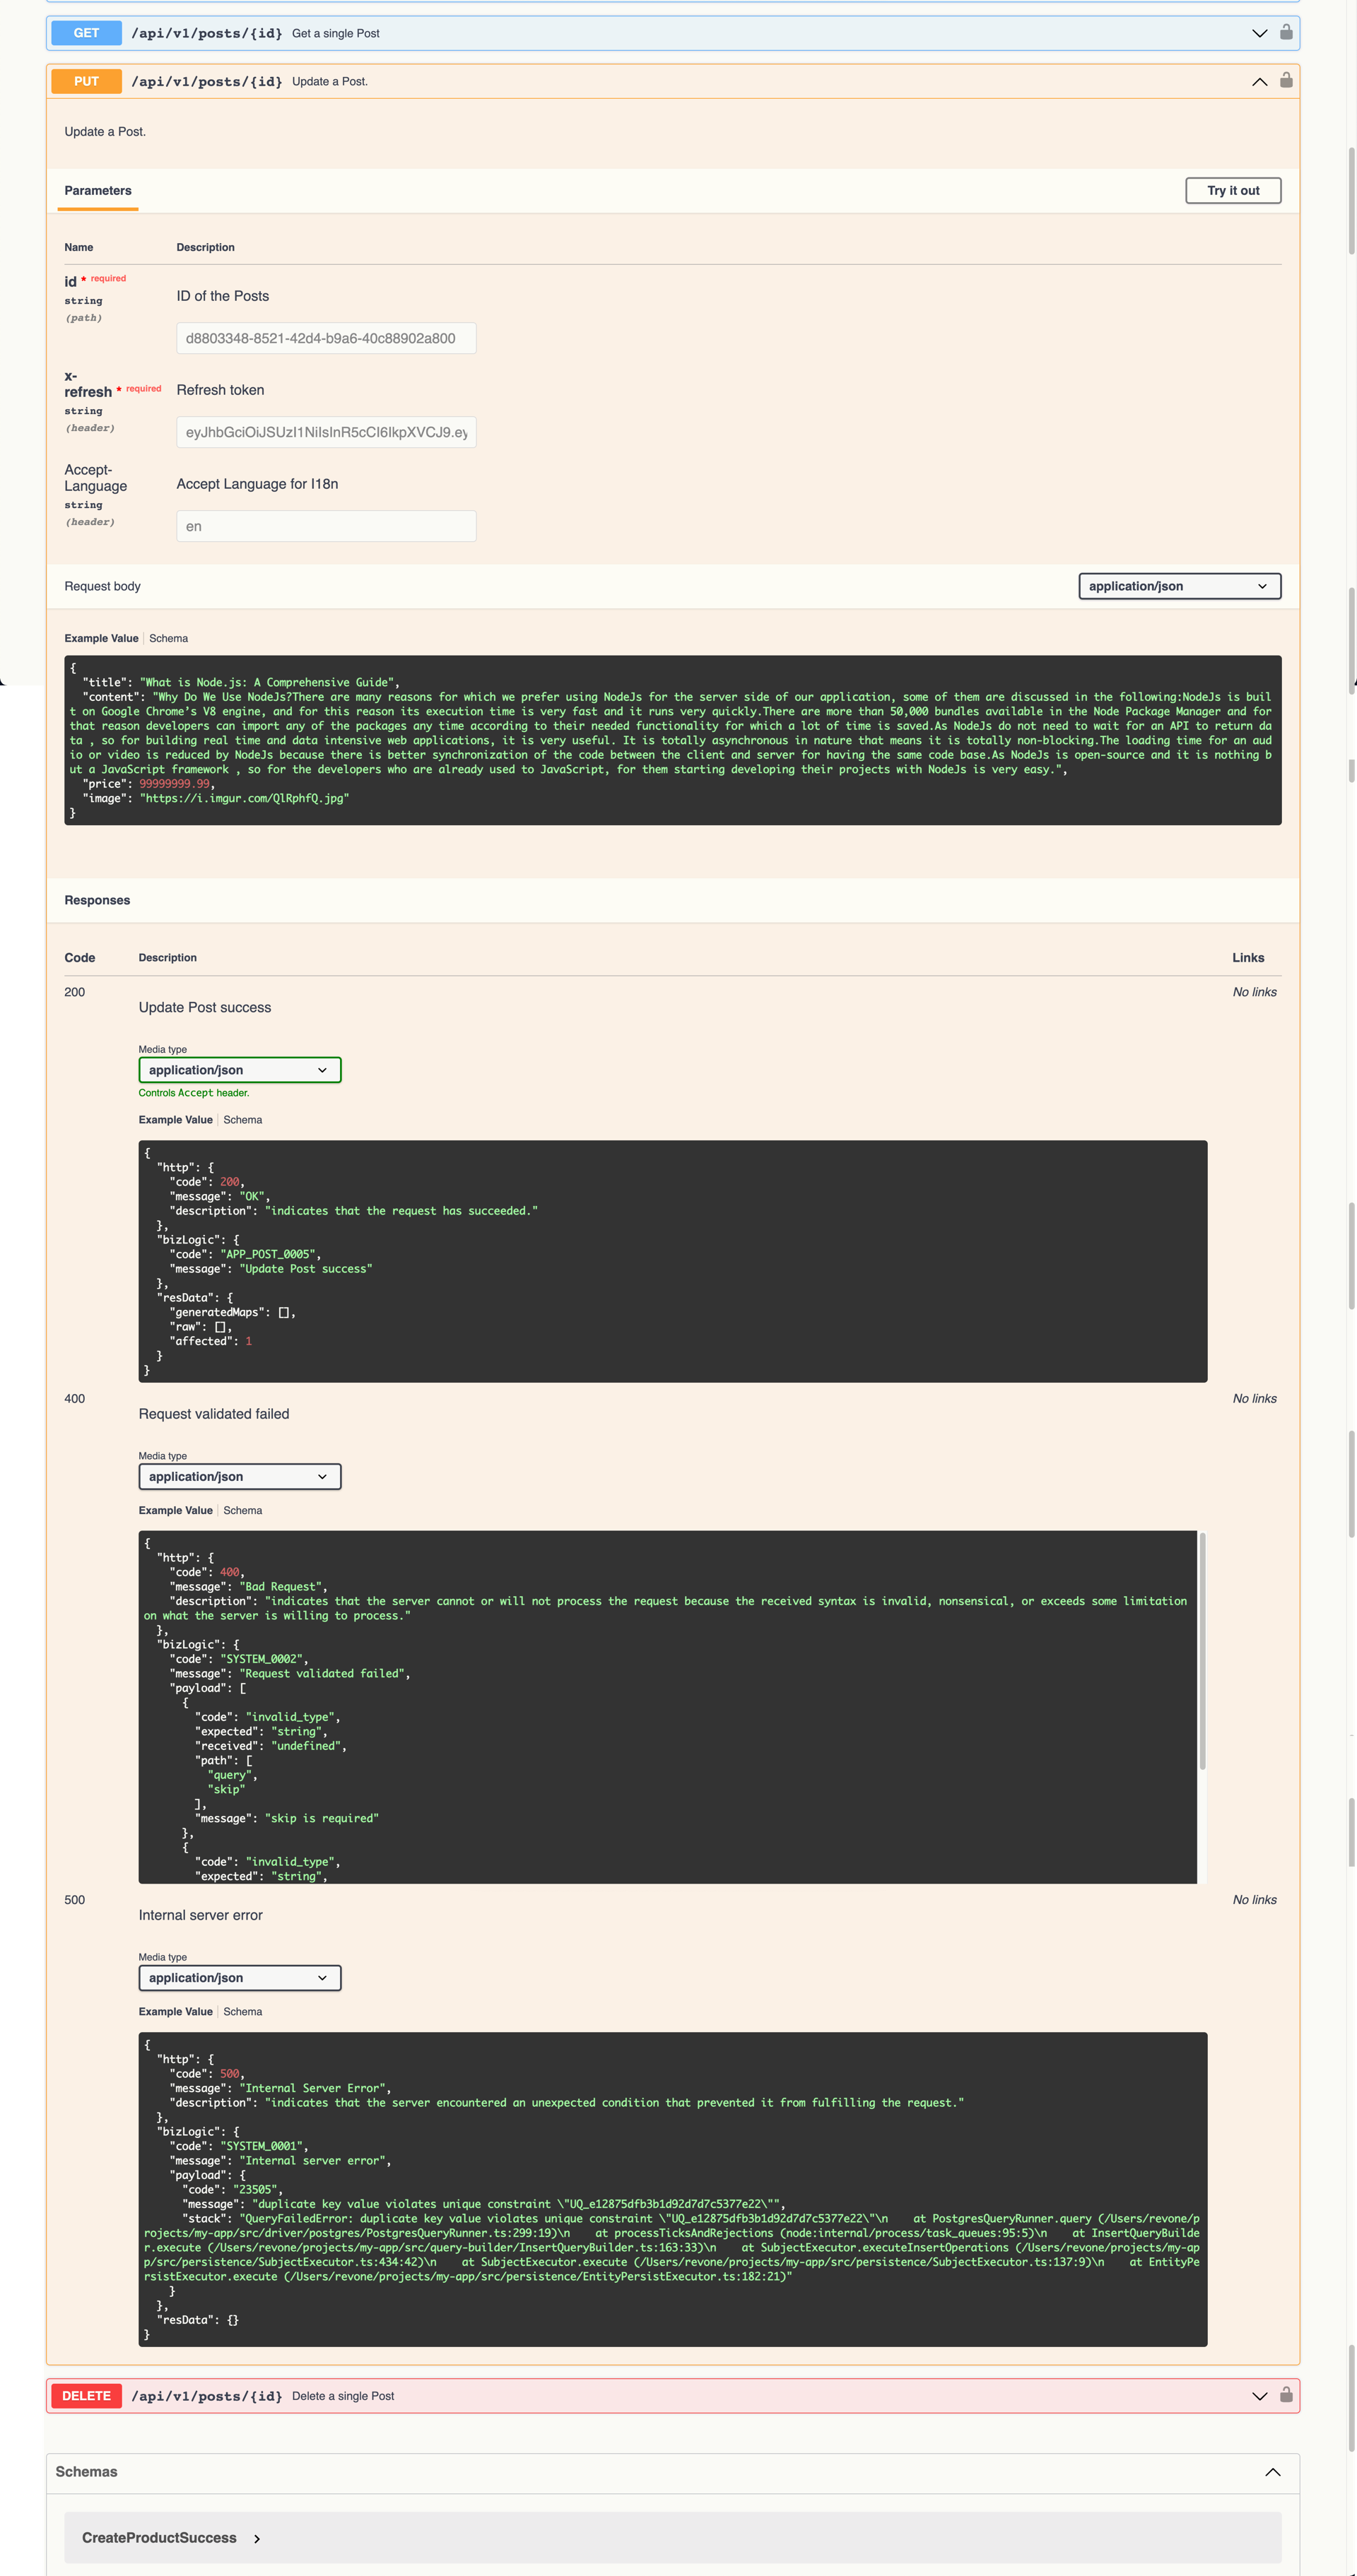 GET /api/v1/posts/{id} Get a single Post
PUT /api/v1/posts/{id} Update a Post.
Update a Post.
Parameters
Try it out
Name Description
id * required
string
(path)
ID of the Posts
d8803348-8521-42d4-b9a6-40c88902a800
x-
refresh * required
string
(header)
Refresh token
eyJhbGciOiJSUzI1NiIsInR5cCI6IkpXVCJ9.ey
Accept-
Language
string
(header)
Accept Language for I18n
en
Request body
application/json
Example Value Schema
{
"title": "What is Node.js: A Comprehensive Guide",
"content": "Why Do We Use NodeJs?There are many reasons for which we prefer using NodeJs for the server side of our application, some of them are discussed in the following:NodeJs is buil
t on Google Chrome's V8 engine, and for this reason its execution time is very fast and it runs very quickly.There are more than 50,000 bundles available in the Node Package Manager and for
that reason developers can import any of the packages any time according to their needed functionality for which a lot of time is saved.As NodeJs do not need to wait for an API to return da
ta , so for building real time and data intensive web applications, it is very useful. It is totally asynchronous in nature that means it is totally non-blocking.The loading time for an aud
io or video is reduced by NodeJs because there is better synchronization of the code between the client and server for having the same code base.As NodeJs is open-source and it is nothing b
ut a JavaScript framework , so for the developers who are already used to JavaScript, for them starting developing their projects with NodeJs is very easy.",
"price": 99999999.99,
"image": "https://i.imgur.com/QlRphfQ.jpg"
}
Responses
Code Description Links
200
Update Post success
No links
Media type
application/json
Controls Accept header.
Example Value Schema
{
"http": {
"code": 200,
"message": "OK",
"description": "indicates that the request has succeeded."
},
"bizLogic": {
"code": "APP_POST_0005",
"message": "Update Post success"
},
"resData": {
"generatedMaps": [],
"raw": [],
"affected": 1
}
}
400
Request validated failed
No links
Media type
application/json
Example Value Schema
{
"http": {
"code": 400,
"message": "Bad Request",
"description": "indicates that the server cannot or will not process the request because the received syntax is invalid, nonsensical, or exceeds some limitation
on what the server is willing to process."
},
"bizLogic": {
"code": "SYSTEM_0002",
"message": "Request validated failed",
"payload": [
{
"code": "invalid_type",
"expected": "string",
"received": "undefined",
"path": [
"query",
"skip"
],
"message": "skip is required"
},
{
"code": "invalid_type",
"expected": "string",
500
Internal server error
No links
Media type
application/json
Example Value Schema
{
"http": {
"code": 500,
"message": "Internal Server Error",
"description": "indicates that the server encountered an unexpected condition that prevented it from fulfilling the request."
},
"bizLogic": {
"code": "SYSTEM_0001",
"message": "Internal server error",
"payload": {
"code": "23505",
"message": "duplicate key value violates unique constraint \"UQ_e12875dfb3b1d92d7d7c5377e22\"",
"stack": "QueryFailedError: duplicate key value violates unique constraint \"UQ_e12875dfb3b1d92d7d7c5377e22\"\n    at PostgresQueryRunner.query (/Users/revone/p
rojects/my-app/src/driver/postgres/PostgresQueryRunner.ts:299:19)\n    at processTicksAndRejections (node:internal/process/task_queues:95:5)\n    at InsertQueryBuilde
r.execute (/Users/revone/projects/my-app/src/query-builder/InsertQueryBuilder.ts:163:33)\n    at SubjectExecutor.executeInsertOperations (/Users/revone/projects/my-ap
p/src/persistence/SubjectExecutor.ts:434:42)\n    at SubjectExecutor.execute (/Users/revone/projects/my-app/src/persistence/SubjectExecutor.ts:137:9)\n    at EntityPe
rsistExecutor.execute (/Users/revone/projects/my-app/src/persistence/EntityPersistExecutor.ts:182:21)"
}
},
"resData": {}
}
DELETE /api/v1/posts/{id} Delete a single Post
Schemas
CreateProductSuccess